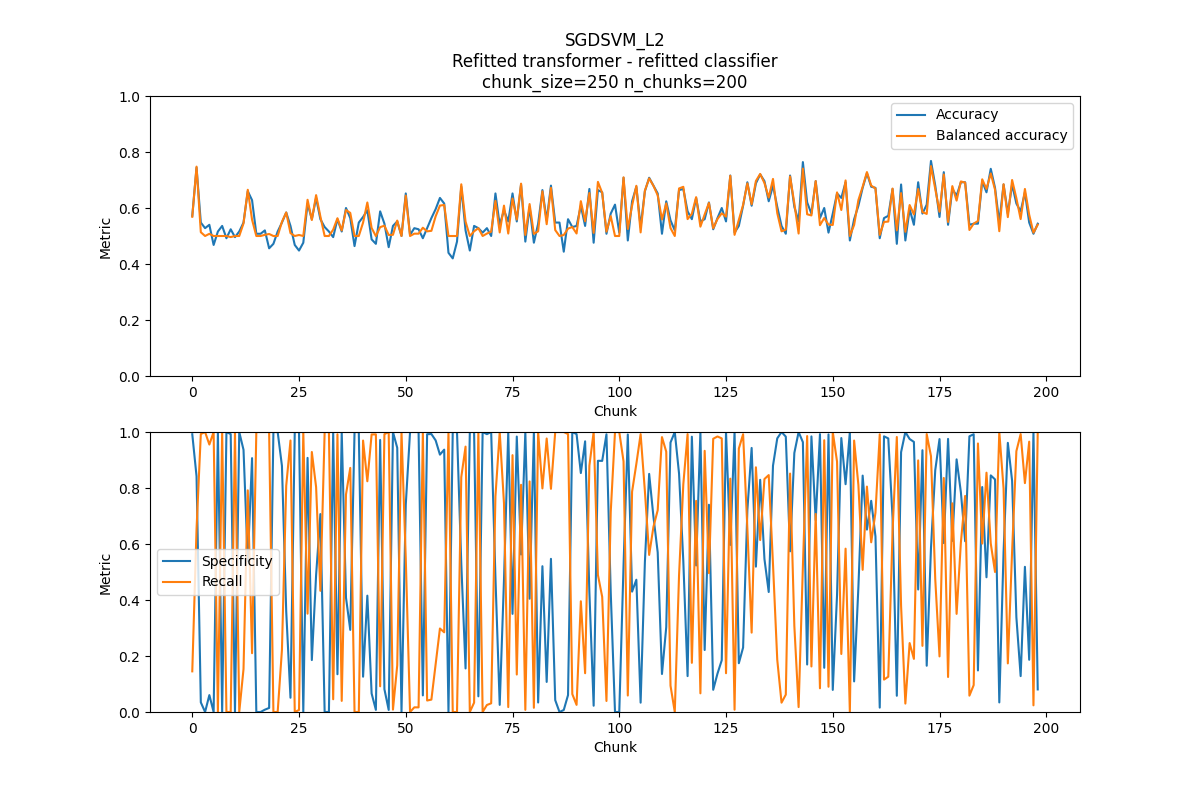 SGDSVM_L2
Refitted transformer - refitted classifier
chunk_size=250 n_chunks=200
1.0
0.8
0.6
0.4
0.2
0.0
Metric
Accuracy
Balanced accuracy
0 25 50 75 100 125 150 175 200
Chunk
1.0
0.8
0.6
0.4
0.2
0.0
Metric
Specificity
Recall
0 25 50 75 100 125 150 175 200
Chunk